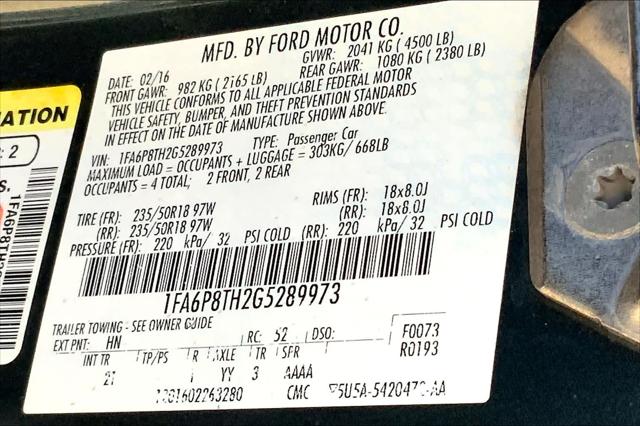 MFD. BY FORD MOTOR CO.
DATE: 02/16 GVWR: 2041 KG ( 4500 LB)
FRONT GAWR: 982 KG ( 2165 LB) REAR GAWR: 1080 KG ( 2380 LB)
THIS VEHICLE CONFORMS TO ALL APPLICABLE FEDERAL MOTOR
VEHICLE SAFETY, BUMPER, AND THEFT PREVENTION STANDARDS
IN EFFECT ON THE DATE OF MANUFACTURE SHOWN ABOVE.
VIN: 1FA6P8TH2G5289973 TYPE: Passenger Car
MAXIMUM LOAD = OCCUPANTS + LUGGAGE = 303KG/ 668LB
OCCUPANTS = 4 TOTAL; 2 FRONT, 2 REAR
TIRE (FR): 235/50R18 97W RIMS (FR): 18x8.0J
(RR): 235/50R18 97W (RR): 18x8.0J
PRESSURE (FR): 220 kPa/ 32 PSI COLD (RR): 220 kPa/ 32 PSI COLD
1FA6P8TH2G5289973
TRAILER TOWING - SEE OWNER GUIDE
EXT PNT: HN RC: 52 DSO: F0073
INT TR TP/PS R AXLE TR SPR R0193
2T I YY 3 AAAA
CMC
: 2
S.